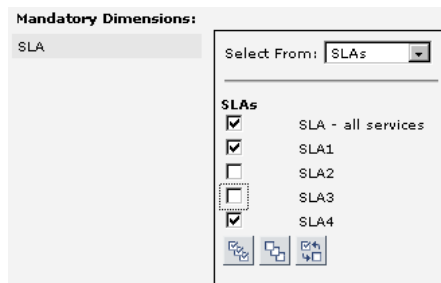 Mandatory Dimensions:
SLA
Select From: SLAs
SLAs
SLA - all services
SLA1
SLA2
SLA3
SLA4